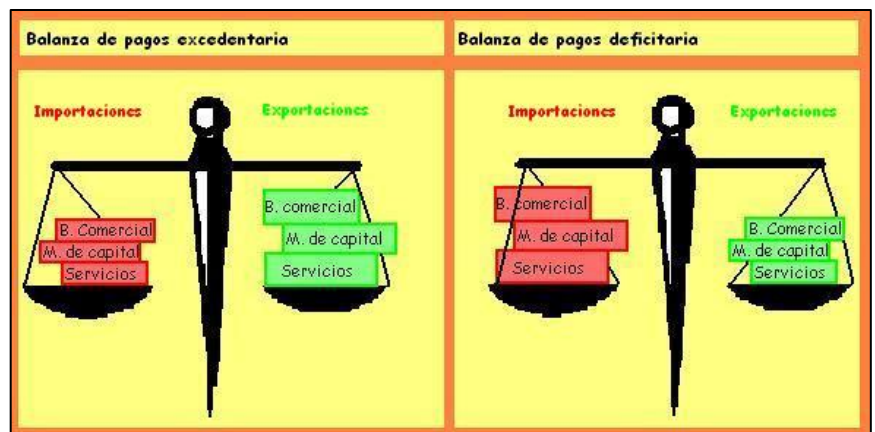 Balanza de pagos excedentaria
Importaciones
Exportaciones
B. Comercial
M. de capital
Servicios
B. comercial
M. de capital
Servicios
Balanza de pagos deficitaria
Importaciones
Exportaciones
B. comercial
M. de capital
Servicios
B. Comercial
M. de capital
Servicios